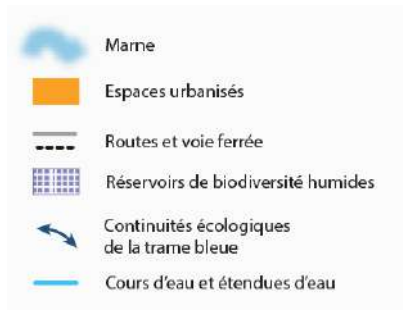 Marne
Espaces urbanisés
Routes et voie ferrée
Réservoirs de biodiversité humides
Continuités écologiques
de la trame bleue
Cours d'eau et étendues d'eau